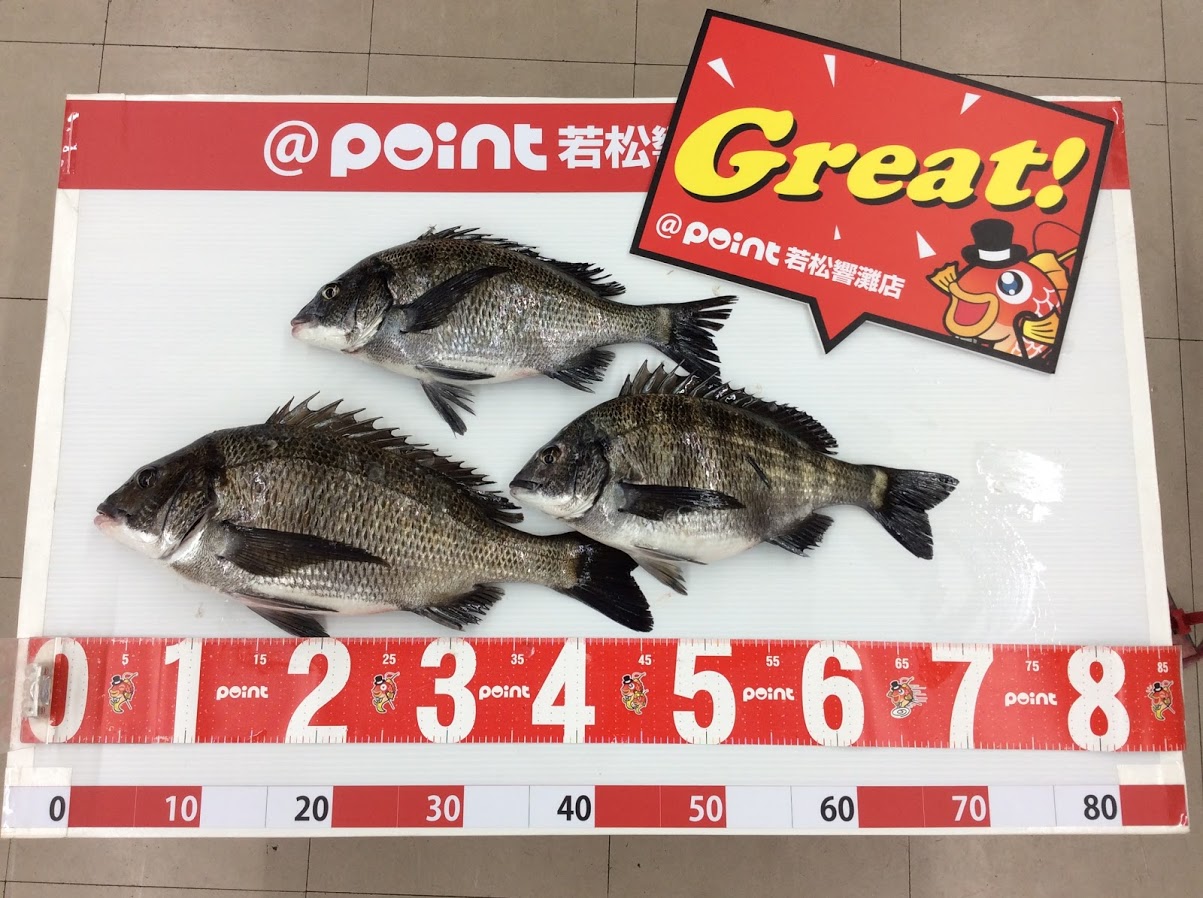 @ point 若松
Great!
@ point 若松響灘店
0 5 1 15 point 2 25 3 35 point 4 45 5 55 point 6 65 7 75 point 8 85
0 10 20 30 40 50 60 70 80